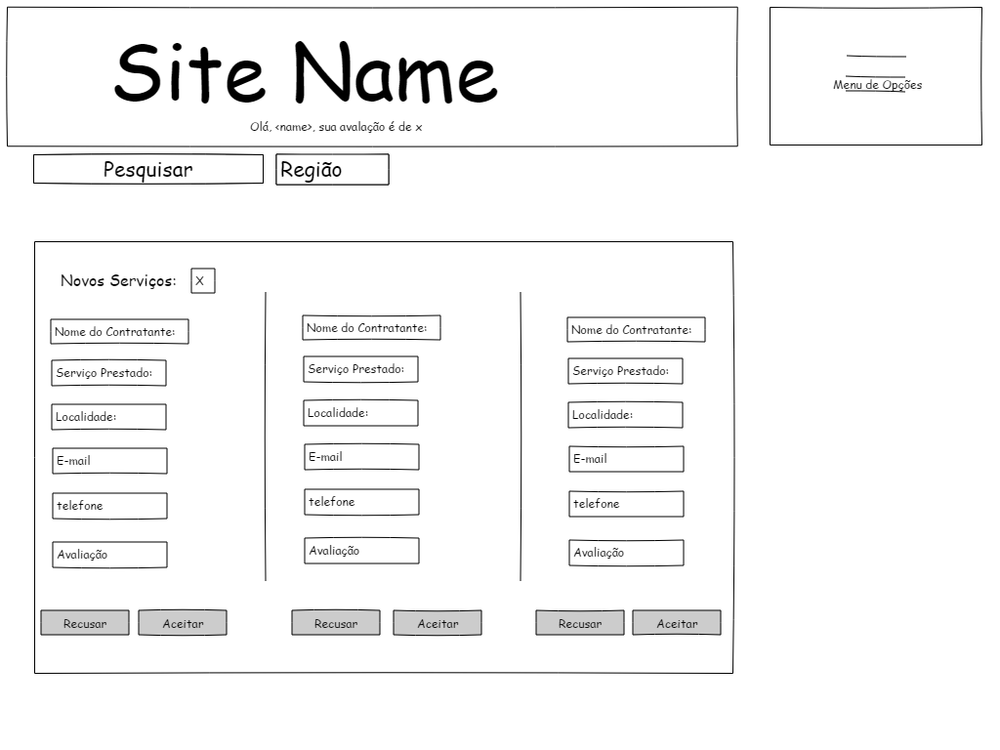 Site Name
Olá, <name>, sua avalação é de x
Menu de Opções
Pesquisar
Região
Novos Serviços:
X
Nome do Contratante:
Serviço Prestado:
Localidade:
E-mail
telefone
Avaliação
Recusar
Aceitar
Nome do Contratante:
Serviço Prestado:
Localidade:
E-mail
telefone
Avaliação
Recusar
Aceitar
Nome do Contratante:
Serviço Prestado:
Localidade:
E-mail
telefone
Avaliação
Recusar
Aceitar